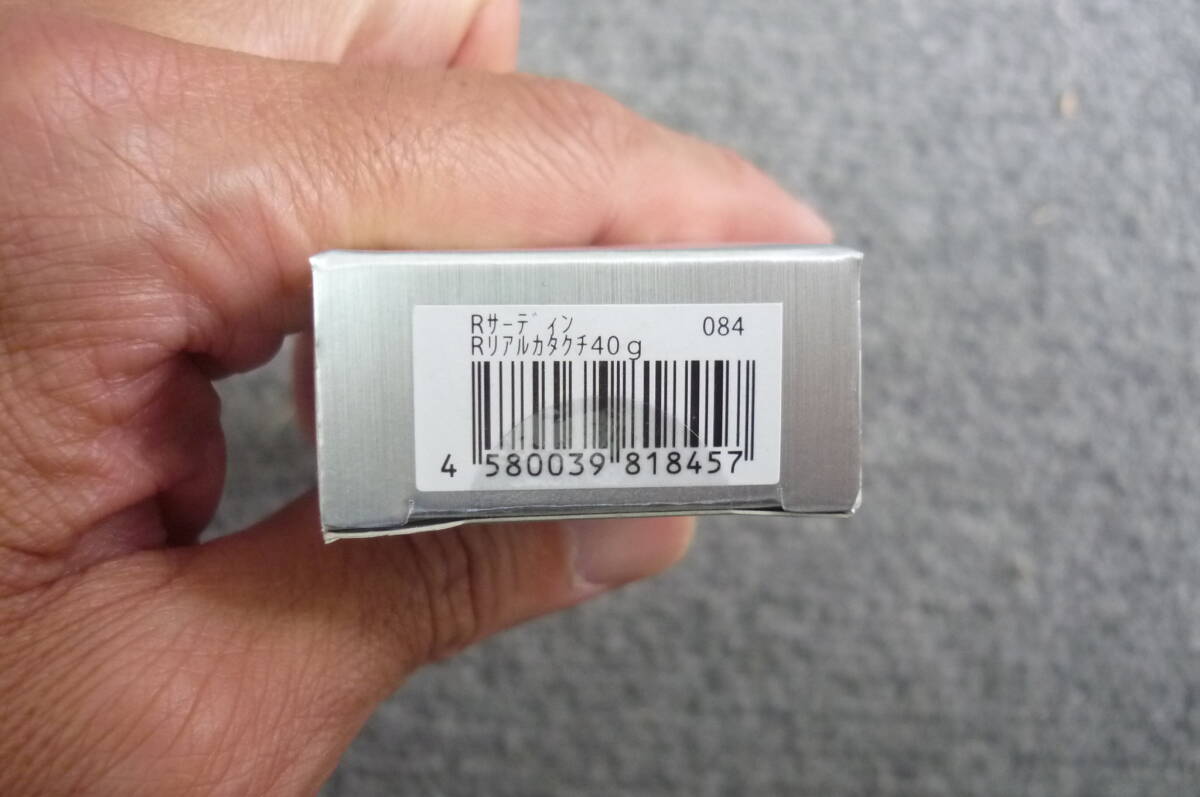 Rｻｰﾃﾞｨﾝ 084
Rﾘｱﾙｶﾀｸﾁ40ｇ
4 580039 818457